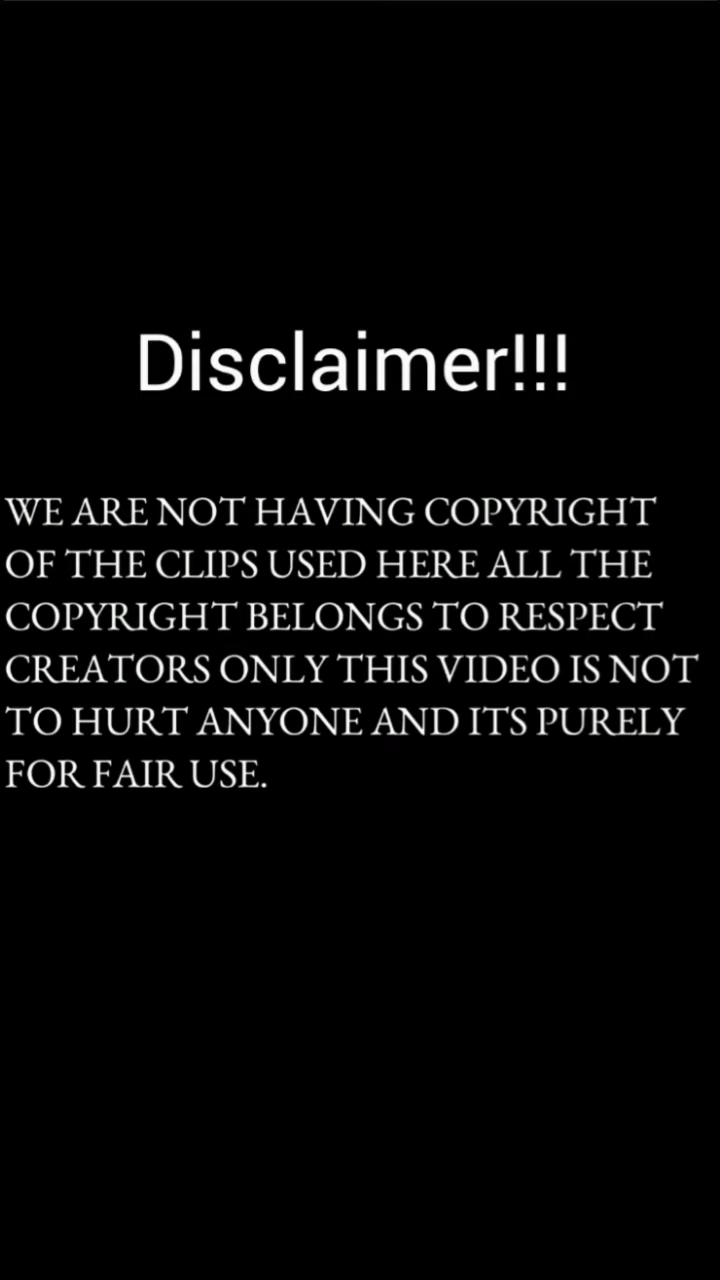 Disclaimer!!!
WE ARE NOT HAVING COPYRIGHT
OF THE CLIPS USED HERE ALL THE
COPYRIGHT BELONGS TO RESPECT
CREATORS ONLY THIS VIDEO IS NOT
TO HURT ANYONE AND ITS PURELY
FOR FAIR USE.